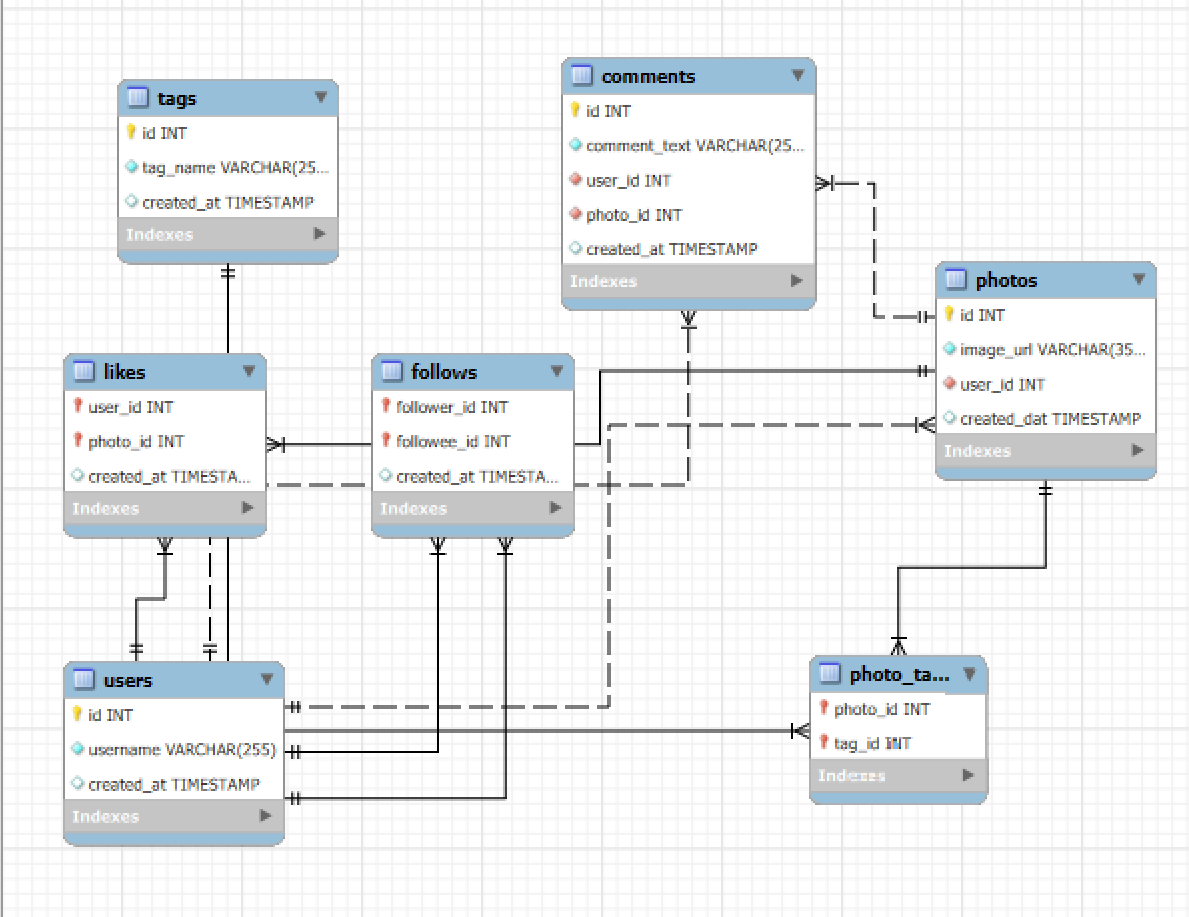 tags
id INT
tag_name VARCHAR(25...
created_at TIMESTAMP
Indexes
comments
id INT
comment_text VARCHAR(25...
user_id INT
photo_id INT
created_at TIMESTAMP
Indexes
photos
id INT
image_url VARCHAR(35...
user_id INT
created_dat TIMESTAMP
Indexes
likes
user_id INT
photo_id INT
created_at TIMESTA...
Indexes
follows
follower_id INT
followee_id INT
created_at TIMESTA...
Indexes
users
id INT
username VARCHAR(255)
created_at TIMESTAMP
Indexes
photo_ta...
photo_id INT
tag_id INT
Indexes